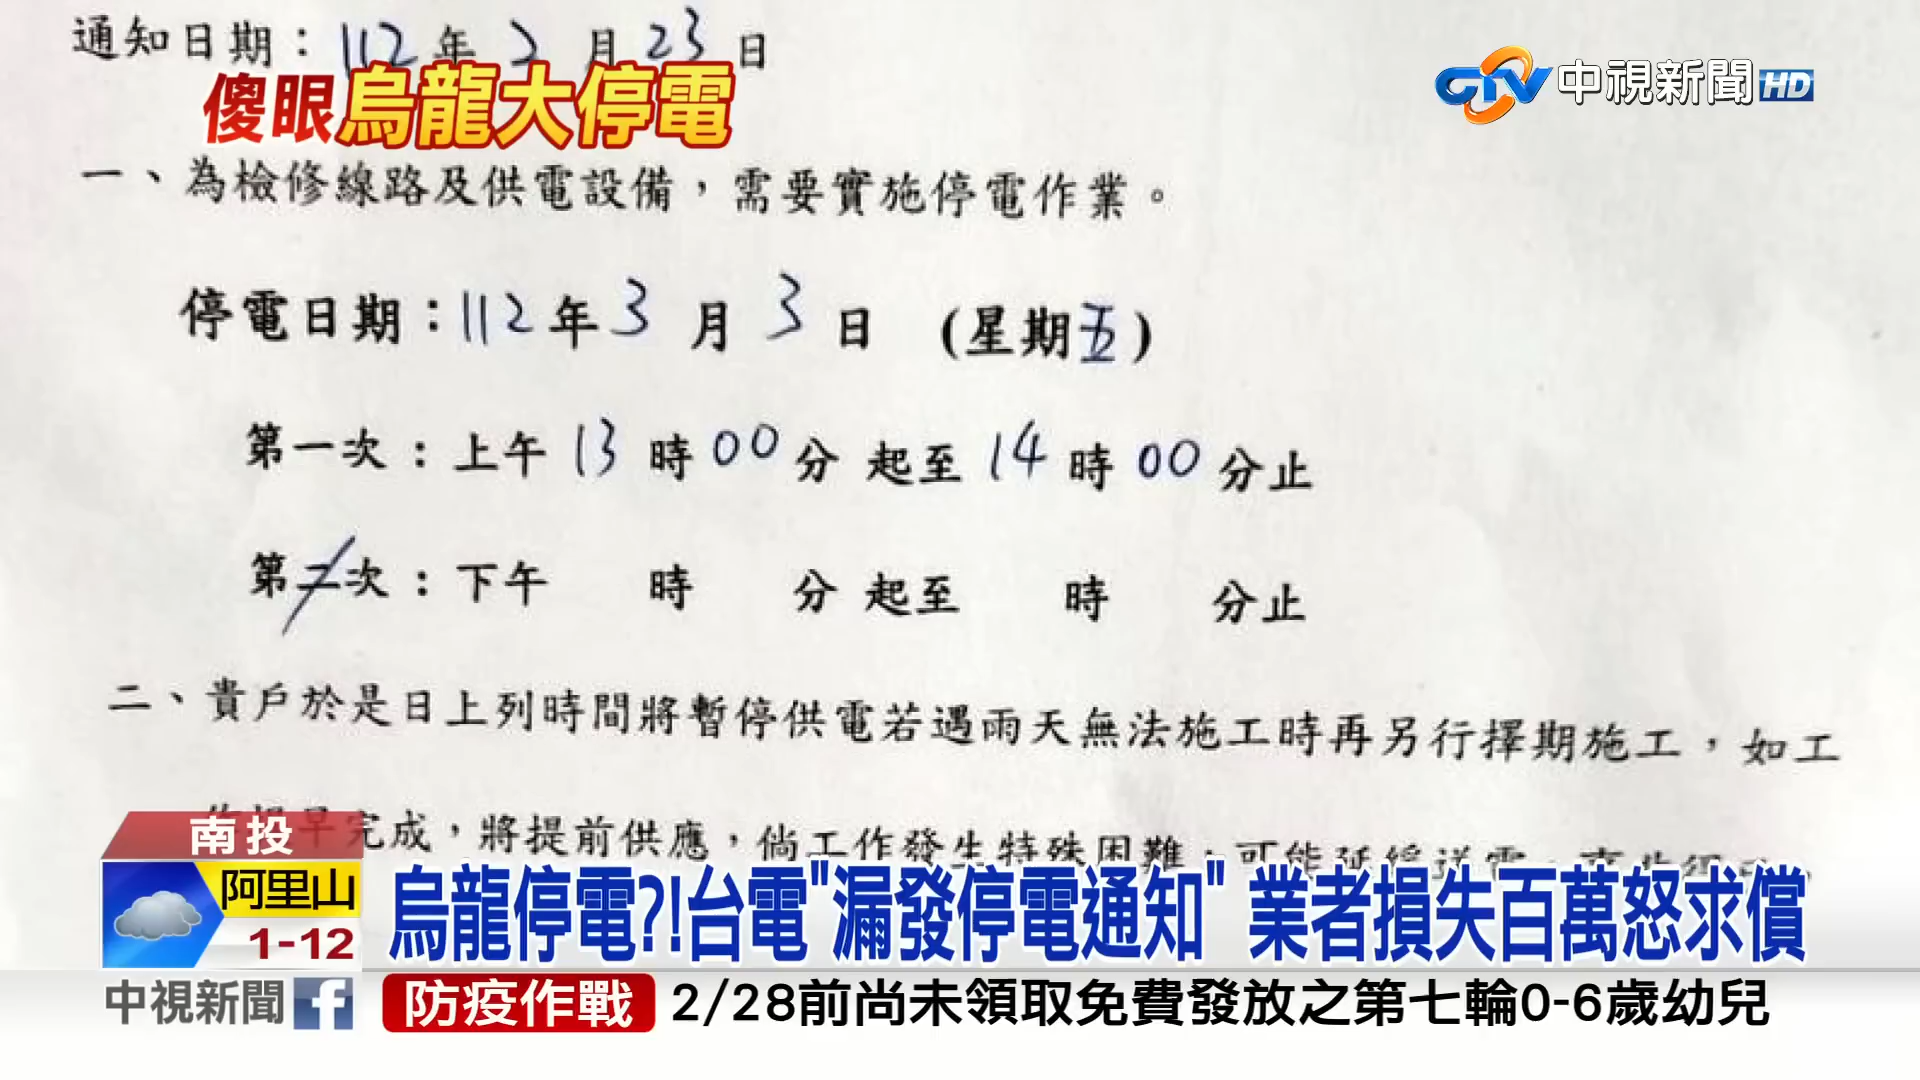 通知日期：112年2月23日
傻眼烏龍大停電
CTV中視新聞HD
一、為檢修線路及供電設備，需要實施停電作業。
停電日期：112年3月3日 (星期五)
第一次：上午13時00分 起至14時00分止
第二次：下午 時 分 起至 時 分止
二、貴戶於是日上列時間將暫停供電若遇雨天無法施工時再另行擇期施工，如工
早完成，將提前供應，倘工作發生特殊困難，可能延緩送電
南投
阿里山
1-12
烏龍停電?!台電"漏發停電通知" 業者損失百萬怒求償
中視新聞 f
防疫作戰 2/28前尚未領取免費發放之第七輪0-6歲幼兒